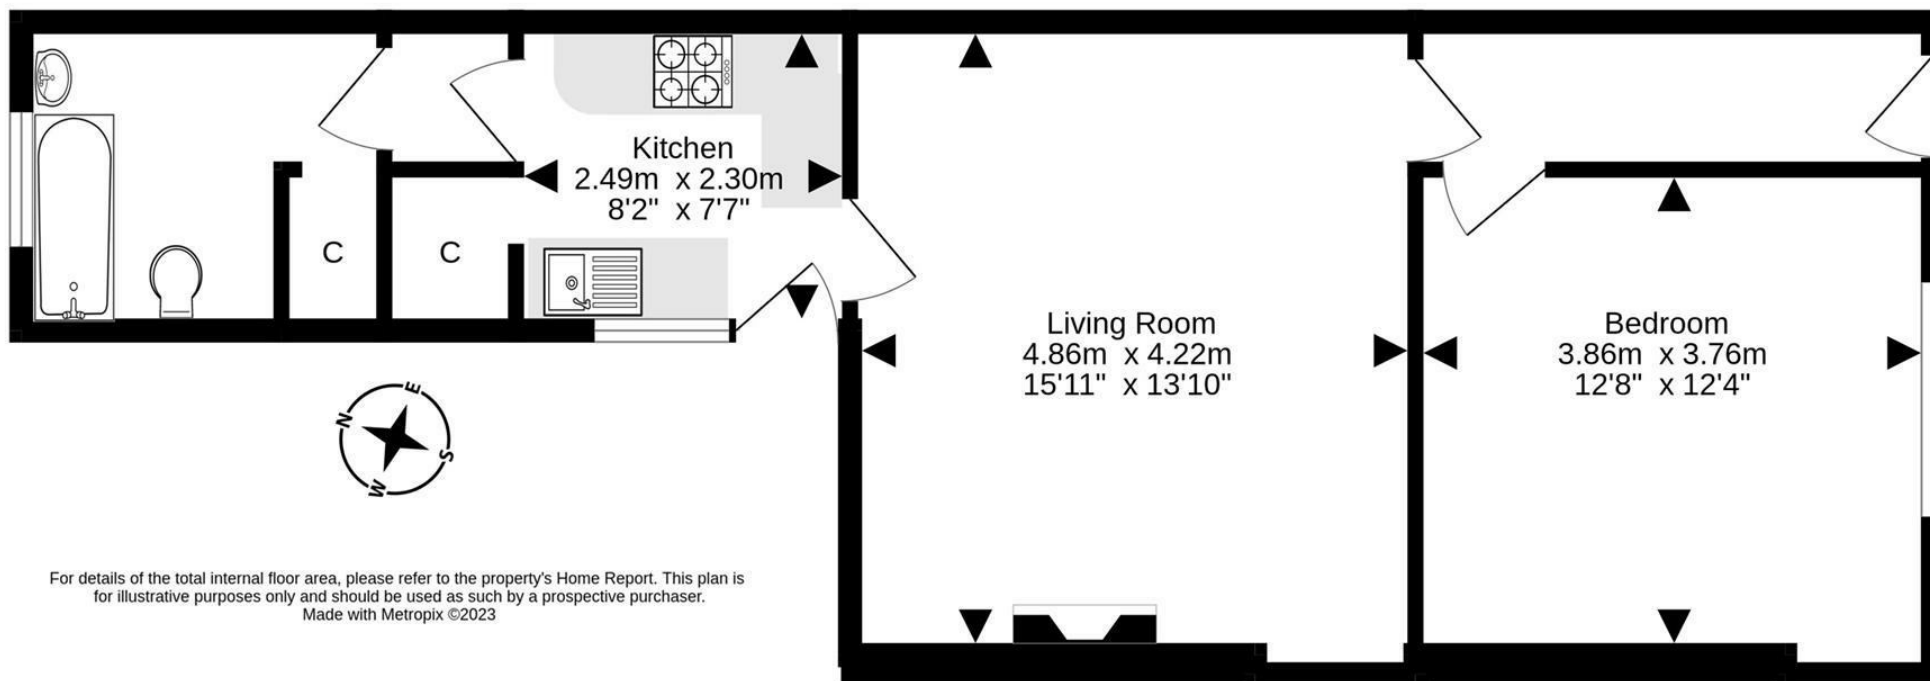 Kitchen
2.49m x 2.30m
8'2" x 7'7"
C
C
Living Room
4.86m x 4.22m
15'11" x 13'10"
Bedroom
3.86m x 3.76m
12'8" x 12'4"
E
N
S
W
For details of the total internal floor area, please refer to the property's Home Report. This plan is
for illustrative purposes only and should be used as such by a prospective purchaser.
Made with Metropix ©2023